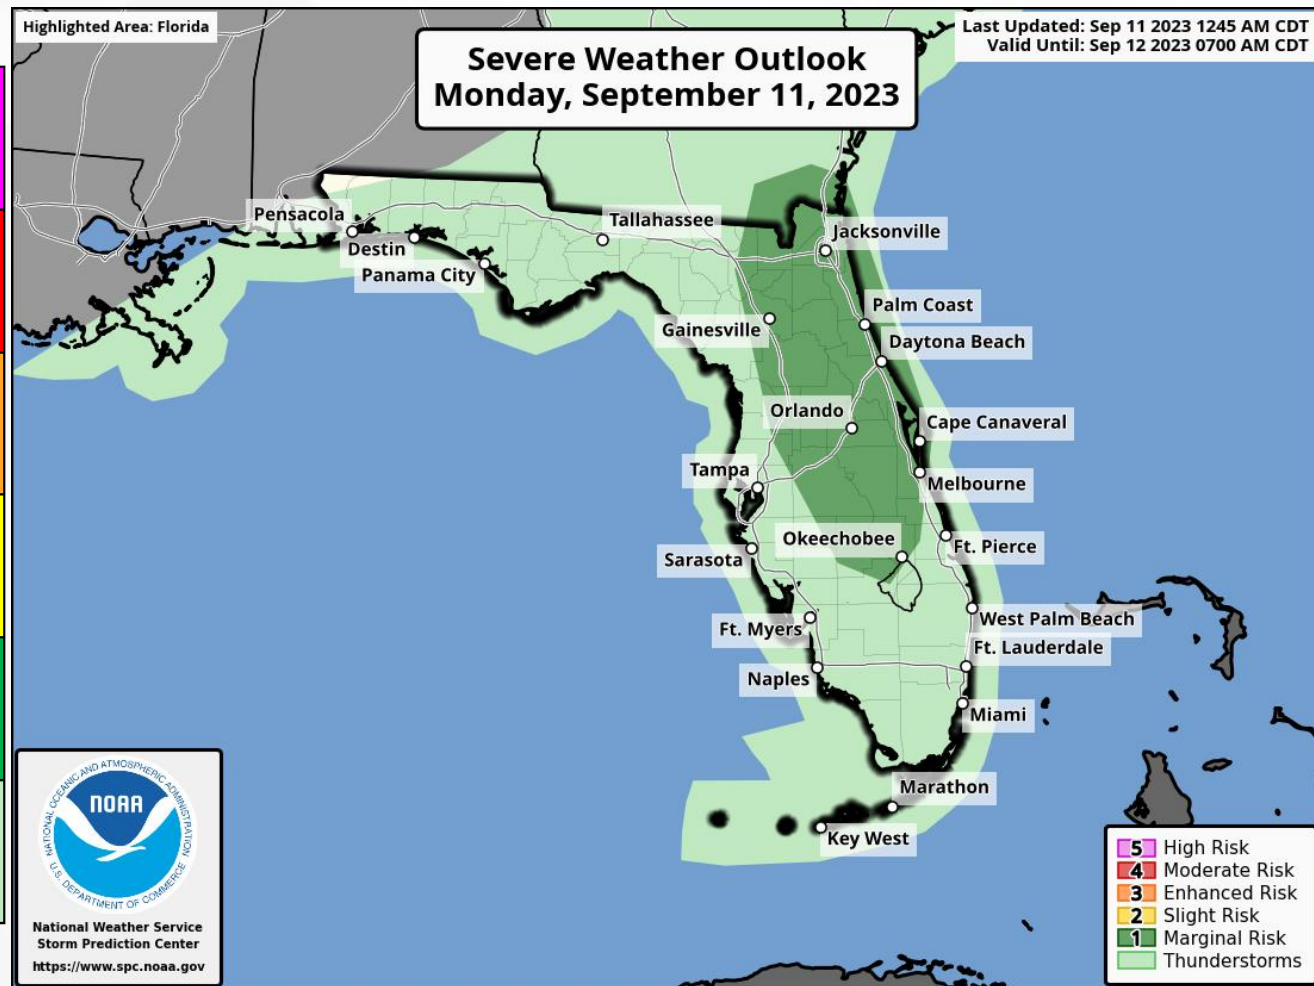 Highlighted Area: Florida
Last Updated: Sep 11 2023 1245 AM CDT
Valid Until: Sep 12 2023 0700 AM CDT
Severe Weather Outlook
Monday, September 11, 2023
Pensacola
Destin
Panama City
Tallahassee
Jacksonville
Palm Coast
Gainesville
Daytona Beach
Orlando
Cape Canaveral
Tampa
Melbourne
Okeechobee
Ft. Pierce
Sarasota
West Palm Beach
Ft. Myers
Ft. Lauderdale
Naples
Miami
Marathon
Key West
NATIONAL OCEANIC AND ATMOSPHERIC ADMINISTRATION
NOAA
U.S. DEPARTMENT OF COMMERCE
National Weather Service
Storm Prediction Center
https://www.spc.noaa.gov
5 High Risk
4 Moderate Risk
3 Enhanced Risk
2 Slight Risk
1 Marginal Risk
Thunderstorms